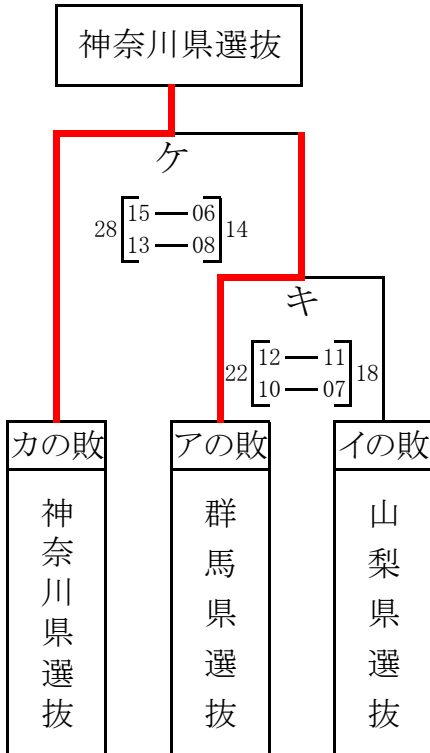 神奈川県選抜
ケ
28 15 — 06 14
13 — 08
キ
22 12 — 11 18
10 — 07
カの敗
アの敗
イの敗
神奈川県選抜
群馬県選抜
山梨県選抜